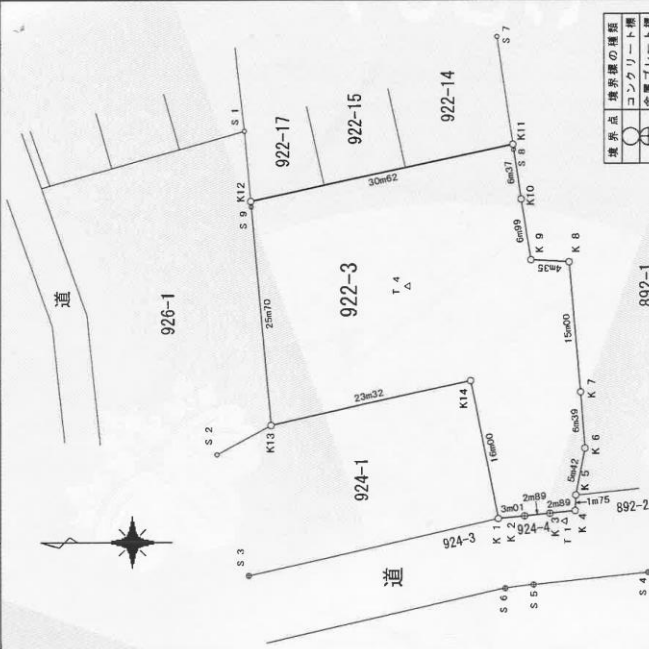 道
926-1
S 1
S 7
922-17
922-15
922-14
S 9
K12
30m62
S 8
K11
6m37
K10
6m99
K 9
4m35
K 8
25m70
922-3
T 4
S 2
K13
23m32
K14
15m00
K 7
6m39
K 6
5m42
K 5
16m00
924-1
S 3
924-3
K 1
3m01
K 2
2m89
924-4
2m89
K 3
T 1
K 4
1m75
道
S 6
S 5
S 4
892-2
892-1
境界点
境界標の種類
コンクリート標
金属プレート標